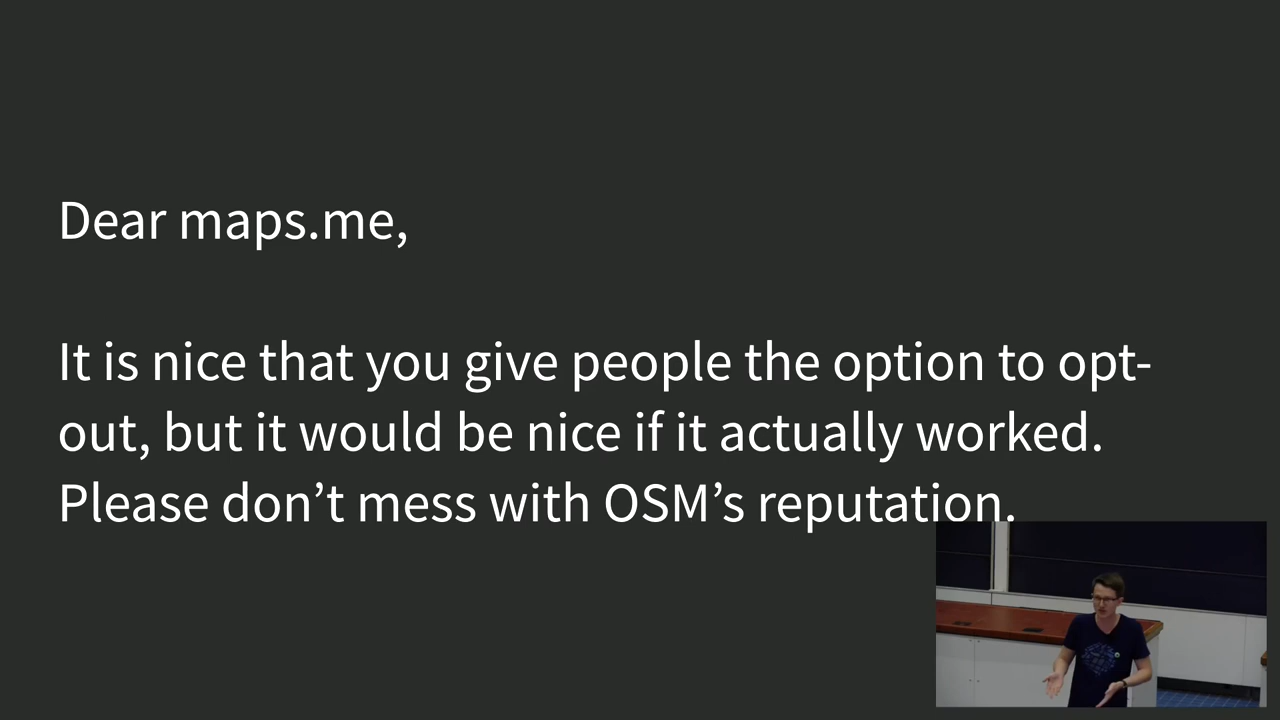 Dear maps.me,
It is nice that you give people the option to opt-
out, but it would be nice if it actually worked.
Please don’t mess with OSM’s reputation.